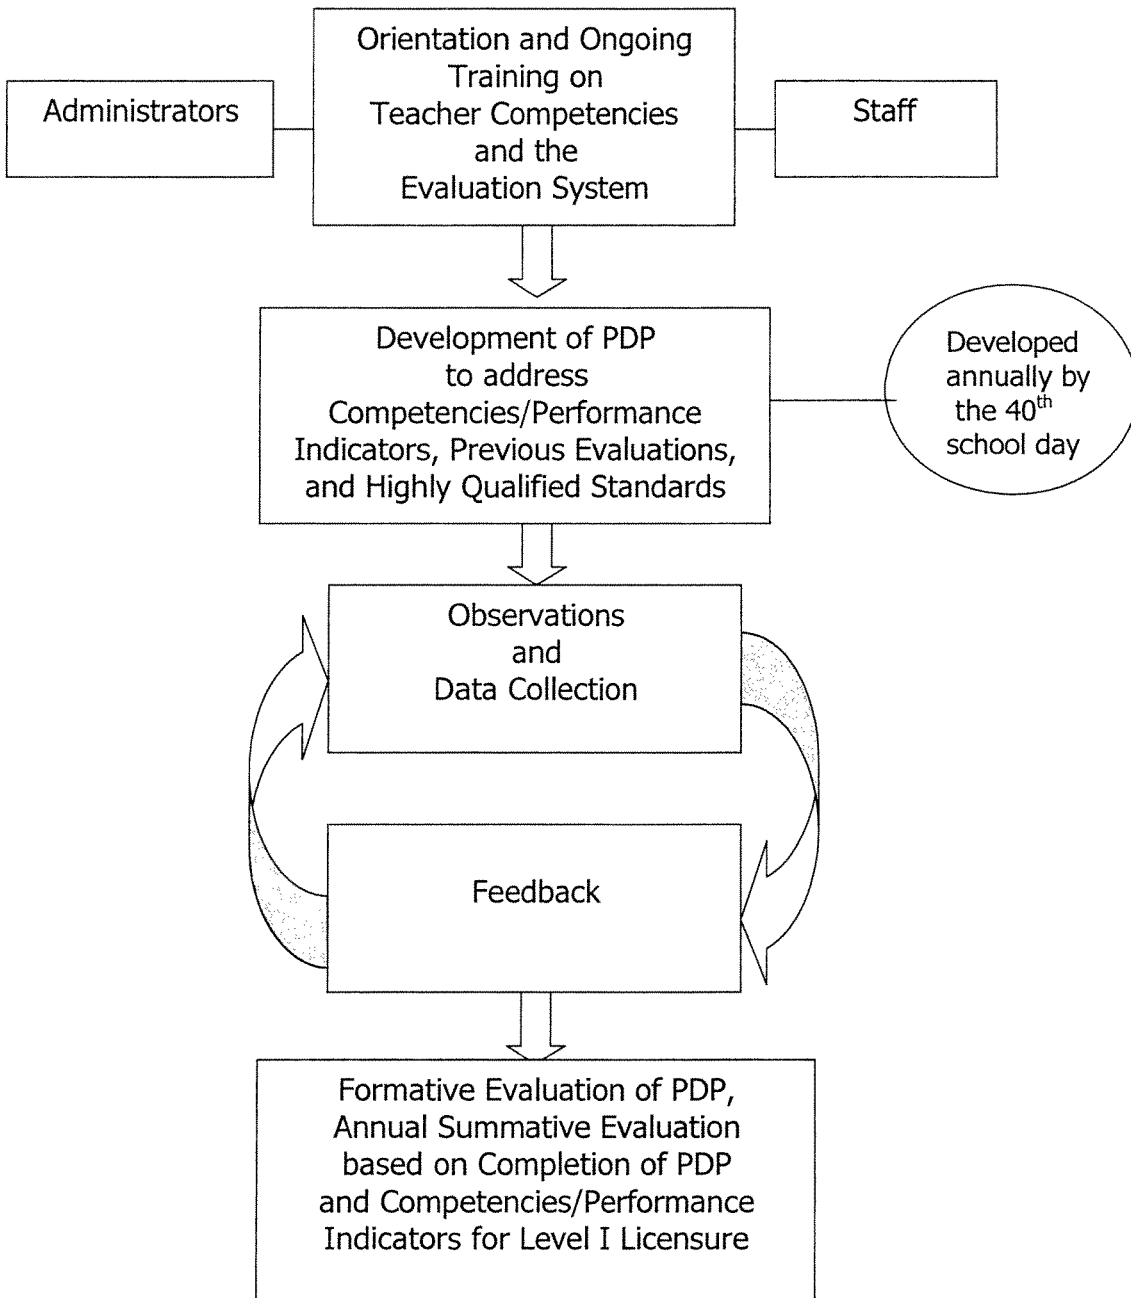 Orientation and Ongoing
Training on
Teacher Competencies
and the
Evaluation System
Administrators
Staff
Development of PDP
to address
Competencies/Performance
Indicators, Previous Evaluations,
and Highly Qualified Standards
Developed
annually by
the 40th
school day
Observations
and
Data Collection
Feedback
Formative Evaluation of PDP,
Annual Summative Evaluation
based on Completion of PDP
and Competencies/Performance
Indicators for Level I Licensure